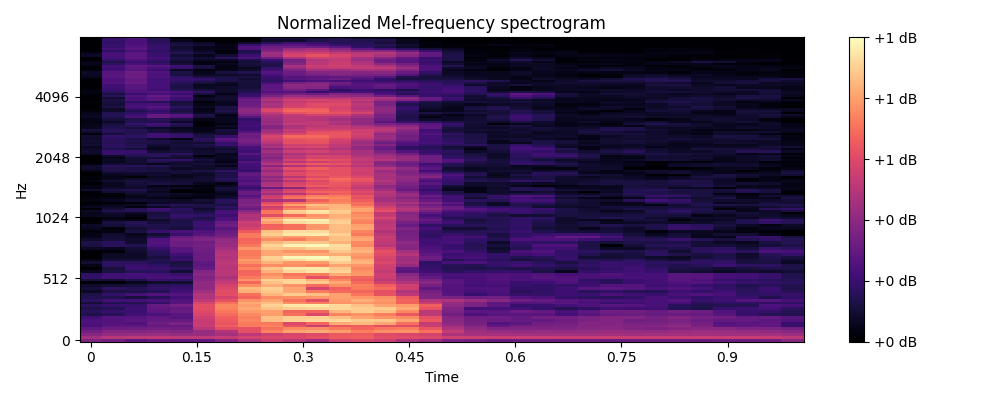 Normalized Mel-frequency spectrogram
Hz
4096
2048
1024
512
0
0 0.15 0.3 0.45 0.6 0.75 0.9
Time
+1 dB
+1 dB
+1 dB
+0 dB
+0 dB
+0 dB